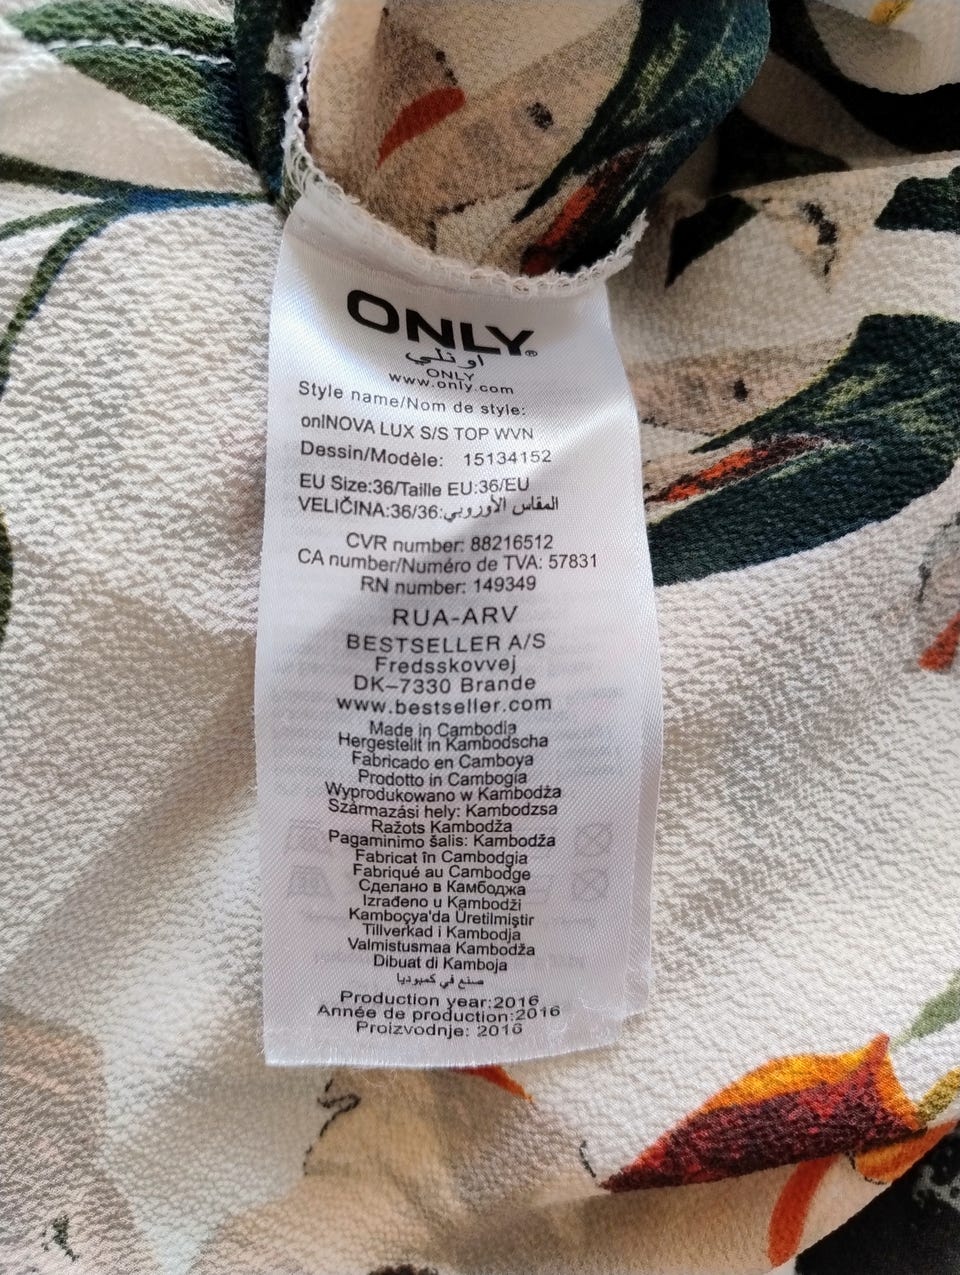 ONLY®
اونلي
ONLY
www.only.com
Style name/Nom de style:
onlNOVA LUX S/S TOP WVN
Dessin/Modèle: 15134152
EU Size:36/Taille EU:36/EU
VELIČINA:36/36:المقاس الأوروبي
CVR number: 88216512
CA number/Numéro de TVA: 57831
RN number: 149349
RUA-ARV
BESTSELLER A/S
Fredsskovvej
DK-7330 Brande
www.bestseller.com
Made in Cambodia
Hergestellt in Kambodscha
Fabricado en Camboya
Prodotto in Cambogia
Wyprodukowano w Kambodża
Származási hely: Kambodzsa
Ražots Kambodža
Pagaminimo šalis: Kambodža
Fabricat în Cambodgia
Fabriqué au Cambodge
Сделано в Камбоджа
Izrađeno u Kambodži
Kamboçya'da Üretilmiştir
Tillverkad i Kambodja
Valmistusmaa Kambodža
Dibuat di Kamboja
صنع في كمبوديا
Production year:2016
Année de production:2016
Proizvodnje: 2016